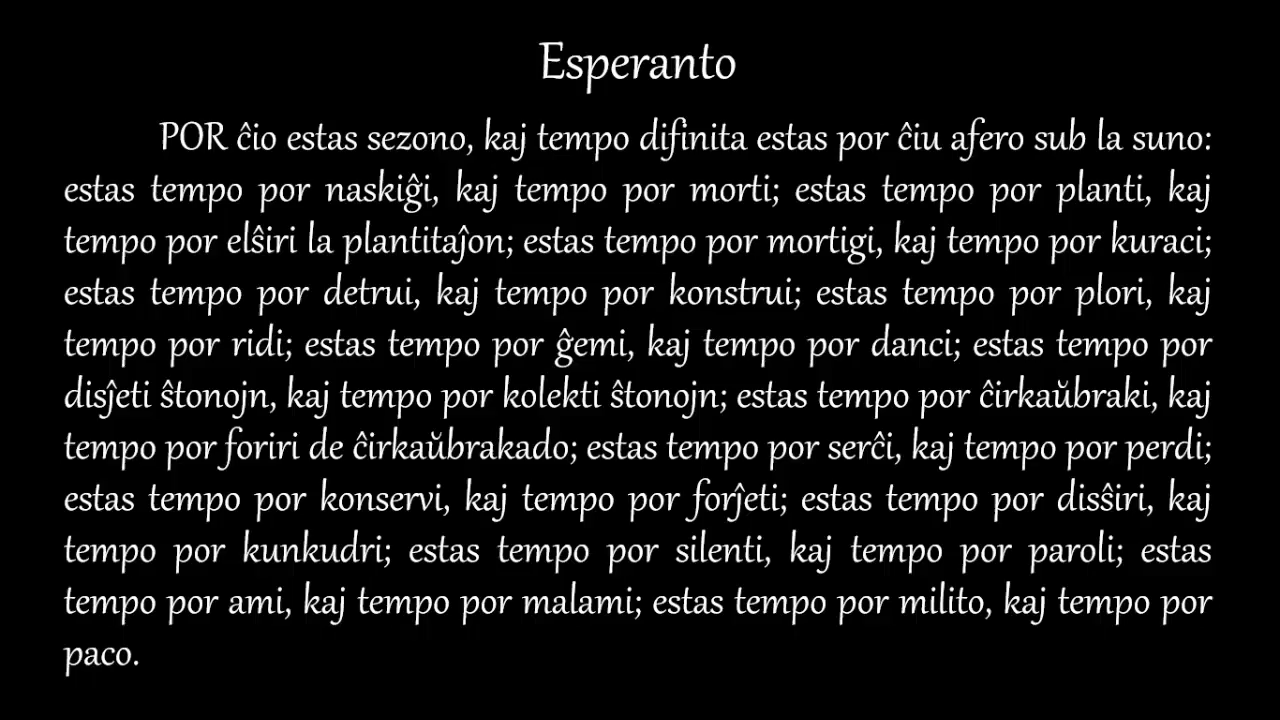 Esperanto
POR ĉio estas sezono, kaj tempo difinita estas por ĉiu afero sub la suno:
estas tempo por naskiĝi, kaj tempo por morti; estas tempo por planti, kaj
tempo por elŝiri la plantitaĵon; estas tempo por mortigi, kaj tempo por kuraci;
estas tempo por detrui, kaj tempo por konstrui; estas tempo por plori, kaj
tempo por ridi; estas tempo por ĝemi, kaj tempo por danci; estas tempo por
disĵeti ŝtonojn, kaj tempo por kolekti ŝtonojn; estas tempo por ĉirkaŭbraki, kaj
tempo por foriri de ĉirkaŭbrakado; estas tempo por serĉi, kaj tempo por perdi;
estas tempo por konservi, kaj tempo por forĵeti; estas tempo por disŝiri, kaj
tempo por kunkudri; estas tempo por silenti, kaj tempo por paroli; estas
tempo por ami, kaj tempo por malami; estas tempo por milito, kaj tempo por
paco.